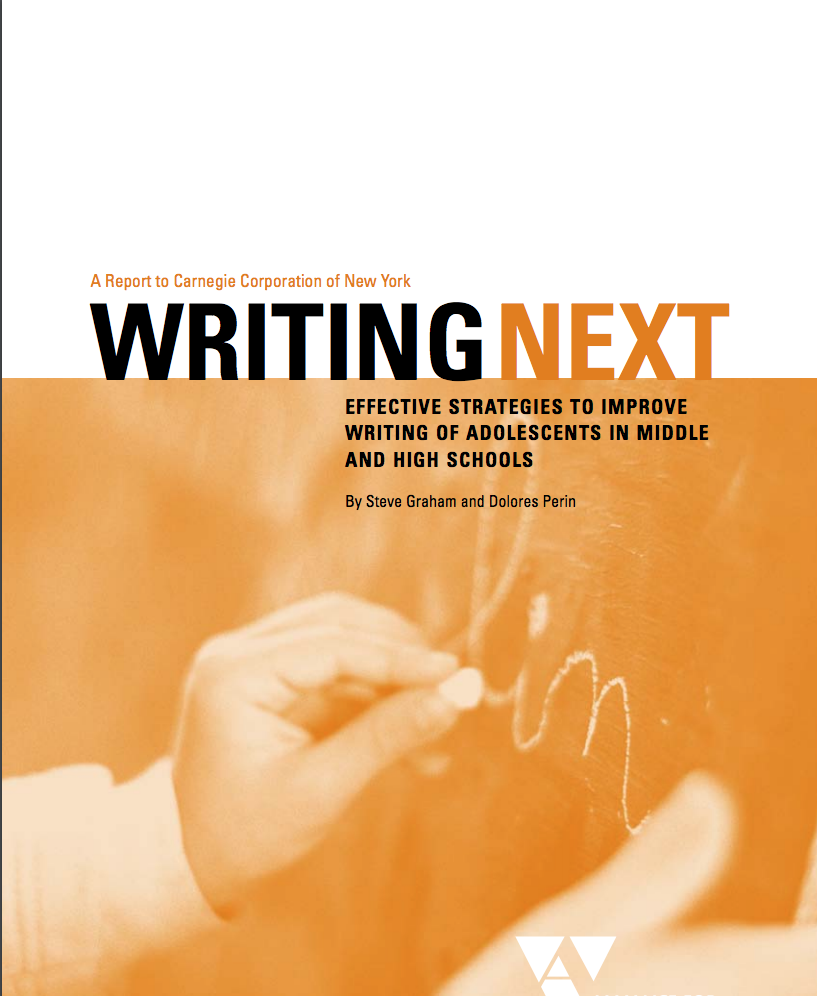 A Report to Carnegie Corporation of New York
WRITING NEXT
EFFECTIVE STRATEGIES TO IMPROVE
WRITING OF ADOLESCENTS IN MIDDLE
AND HIGH SCHOOLS
By Steve Graham and Dolores Perin